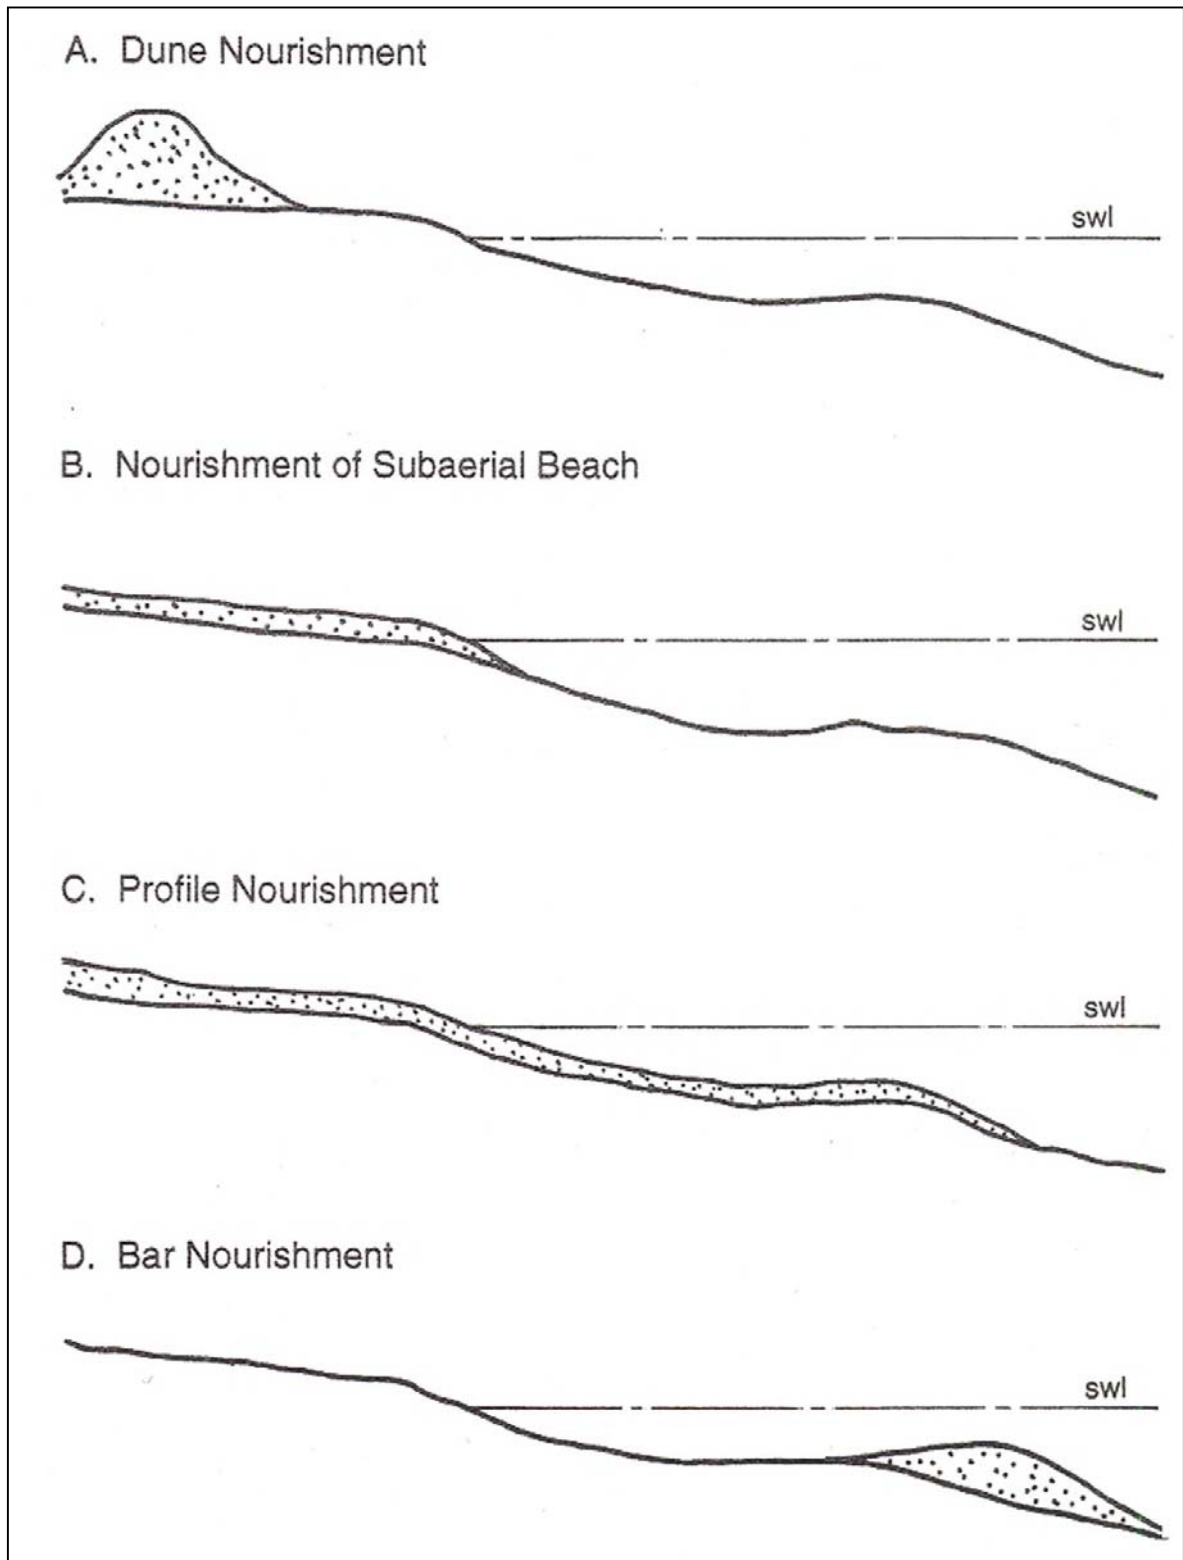 A. Dune Nourishment
swl
B. Nourishment of Subaerial Beach
swl
C. Profile Nourishment
swl
D. Bar Nourishment
swl